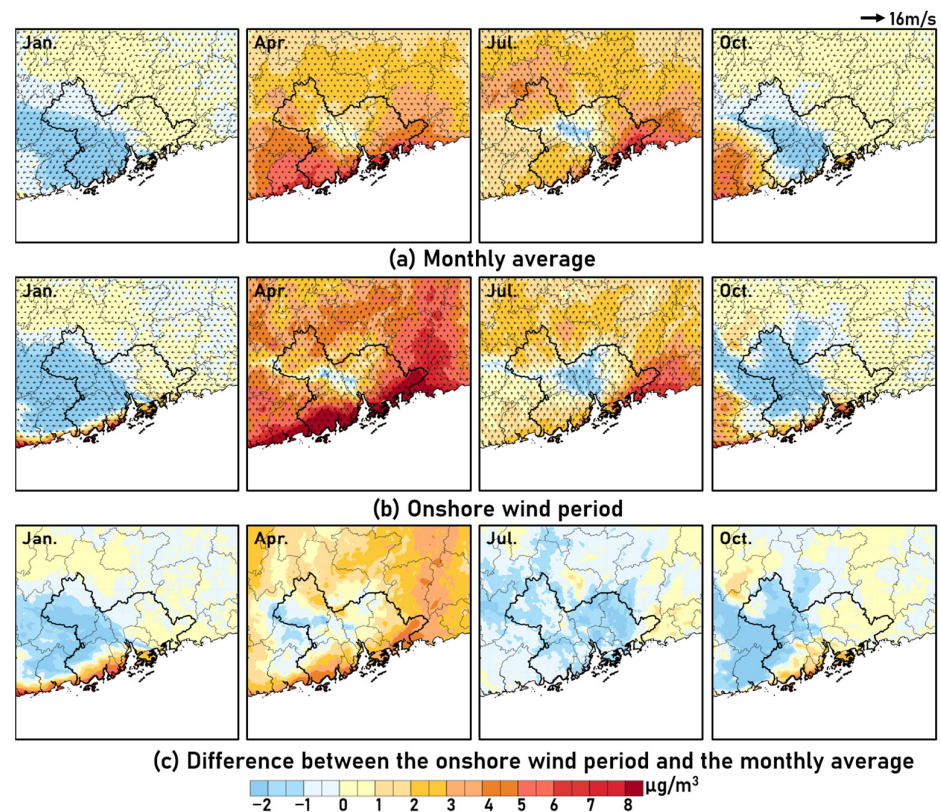 16m/s
Jan. Apr. Jul. Oct.
(a) Monthly average
Jan. Apr. Jul. Oct.
(b) Onshore wind period
Jan. Apr. Jul. Oct.
(c) Difference between the onshore wind period and the monthly average
μg/m³
−2 −1 0 1 2 3 4 5 6 7 8